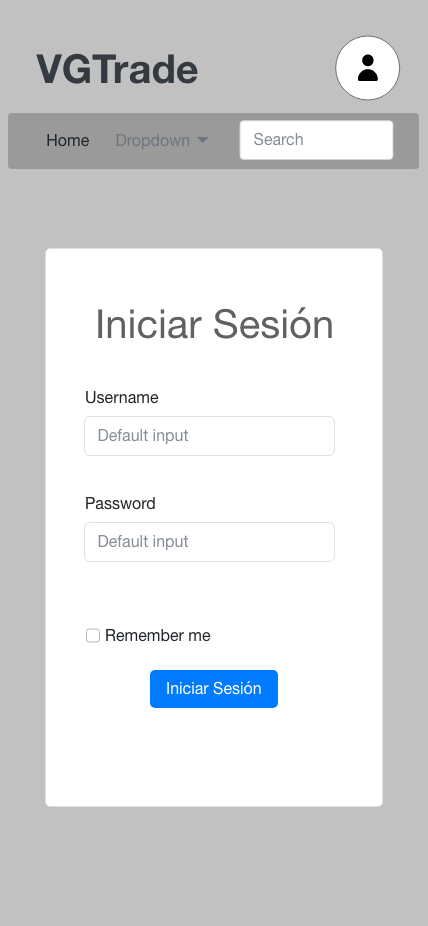 VGTrade
Home Dropdown Search
Iniciar Sesión
Username
Default input
Password
Default input
Remember me
Iniciar Sesión